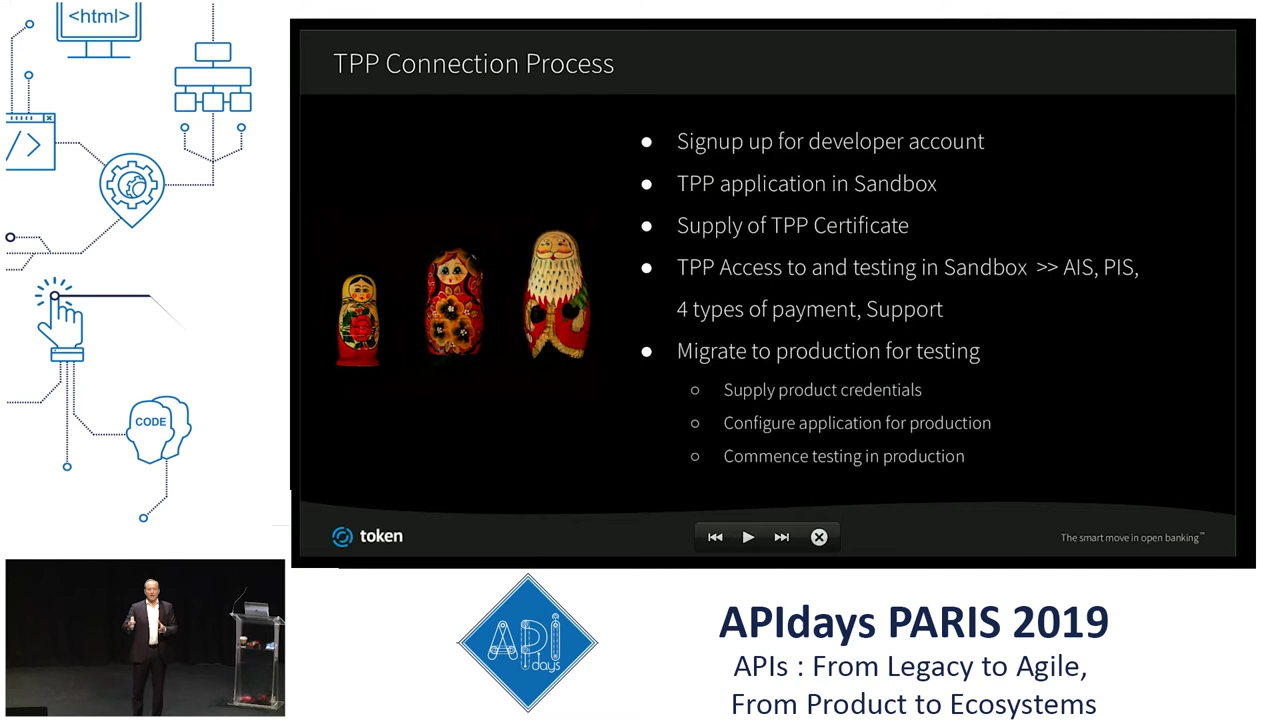 <html>
</>
CODE
TPP Connection Process
● Signup up for developer account
● TPP application in Sandbox
● Supply of TPP Certificate
● TPP Access to and testing in Sandbox >> AIS, PIS,
4 types of payment, Support
● Migrate to production for testing
○ Supply product credentials
○ Configure application for production
○ Commence testing in production
token
The smart move in open banking™
API
days
APIdays PARIS 2019
APIs : From Legacy to Agile,
From Product to Ecosystems